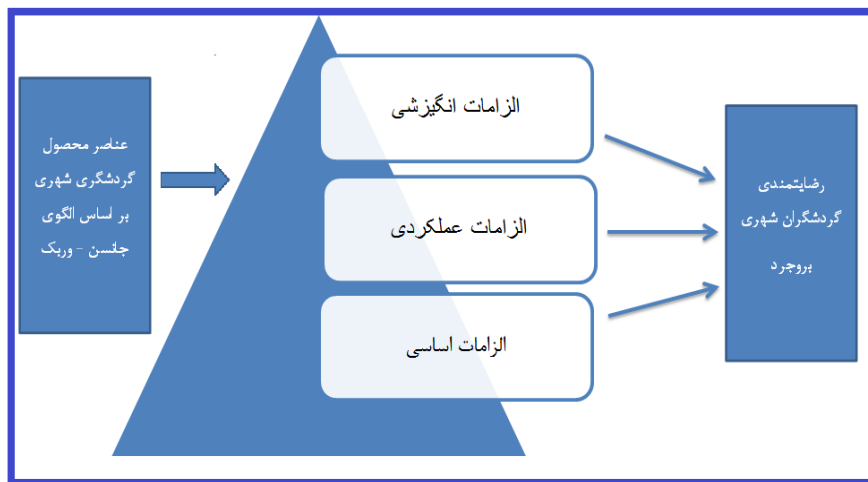 عناصر محصول
گردشگری شهری
بر اساس الگوی
جانسن - وربک
الزامات انگیزشی
الزامات عملکردی
الزامات اساسی
رضایتمندی
گردشگران شهری
بروجرد